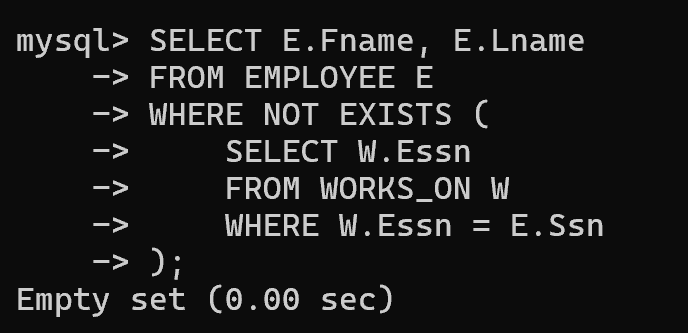 mysql> SELECT E.Fname, E.Lname
    -> FROM EMPLOYEE E
    -> WHERE NOT EXISTS (
    ->     SELECT W.Essn
    ->     FROM WORKS_ON W
    ->     WHERE W.Essn = E.Ssn
    -> );
Empty set (0.00 sec)